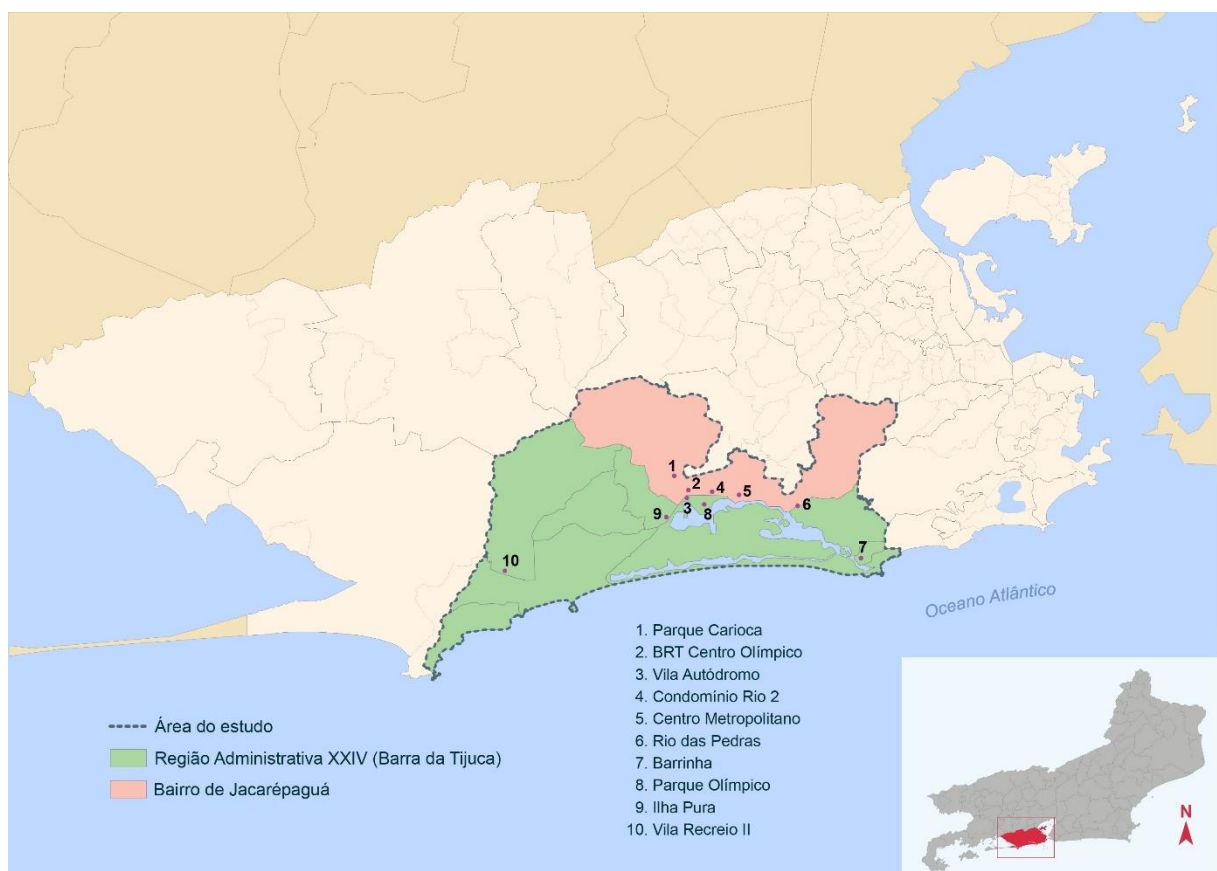 1
2
4
5
3
8
6
9
7
10
Oceano Atlântico
1. Parque Carioca
2. BRT Centro Olímpico
3. Vila Autódromo
4. Condomínio Rio 2
5. Centro Metropolitano
6. Rio das Pedras
7. Barrinha
8. Parque Olímpico
9. Ilha Pura
10. Vila Recreio II
Área do estudo
Região Administrativa XXIV (Barra da Tijuca)
Bairro de Jacarépaguá
N